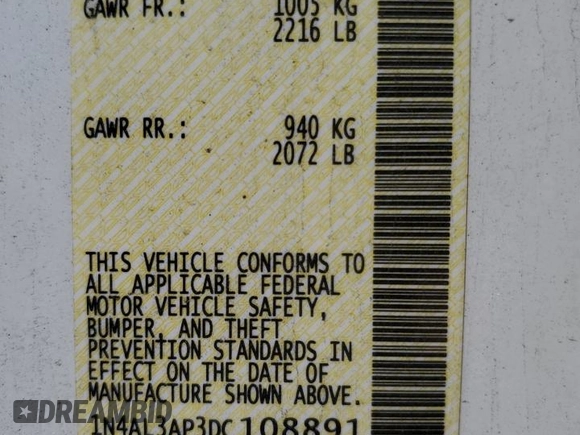 GAWR FR.: 1005 KG
2216 LB
GAWR RR.: 940 KG
2072 LB
THIS VEHICLE CONFORMS TO
ALL APPLICABLE FEDERAL
MOTOR VEHICLE SAFETY,
BUMPER, AND THEFT
PREVENTION STANDARDS IN
EFFECT ON THE DATE OF
MANUFACTURE SHOWN ABOVE.
1N4AL3AP3DC108891
DREAMBID